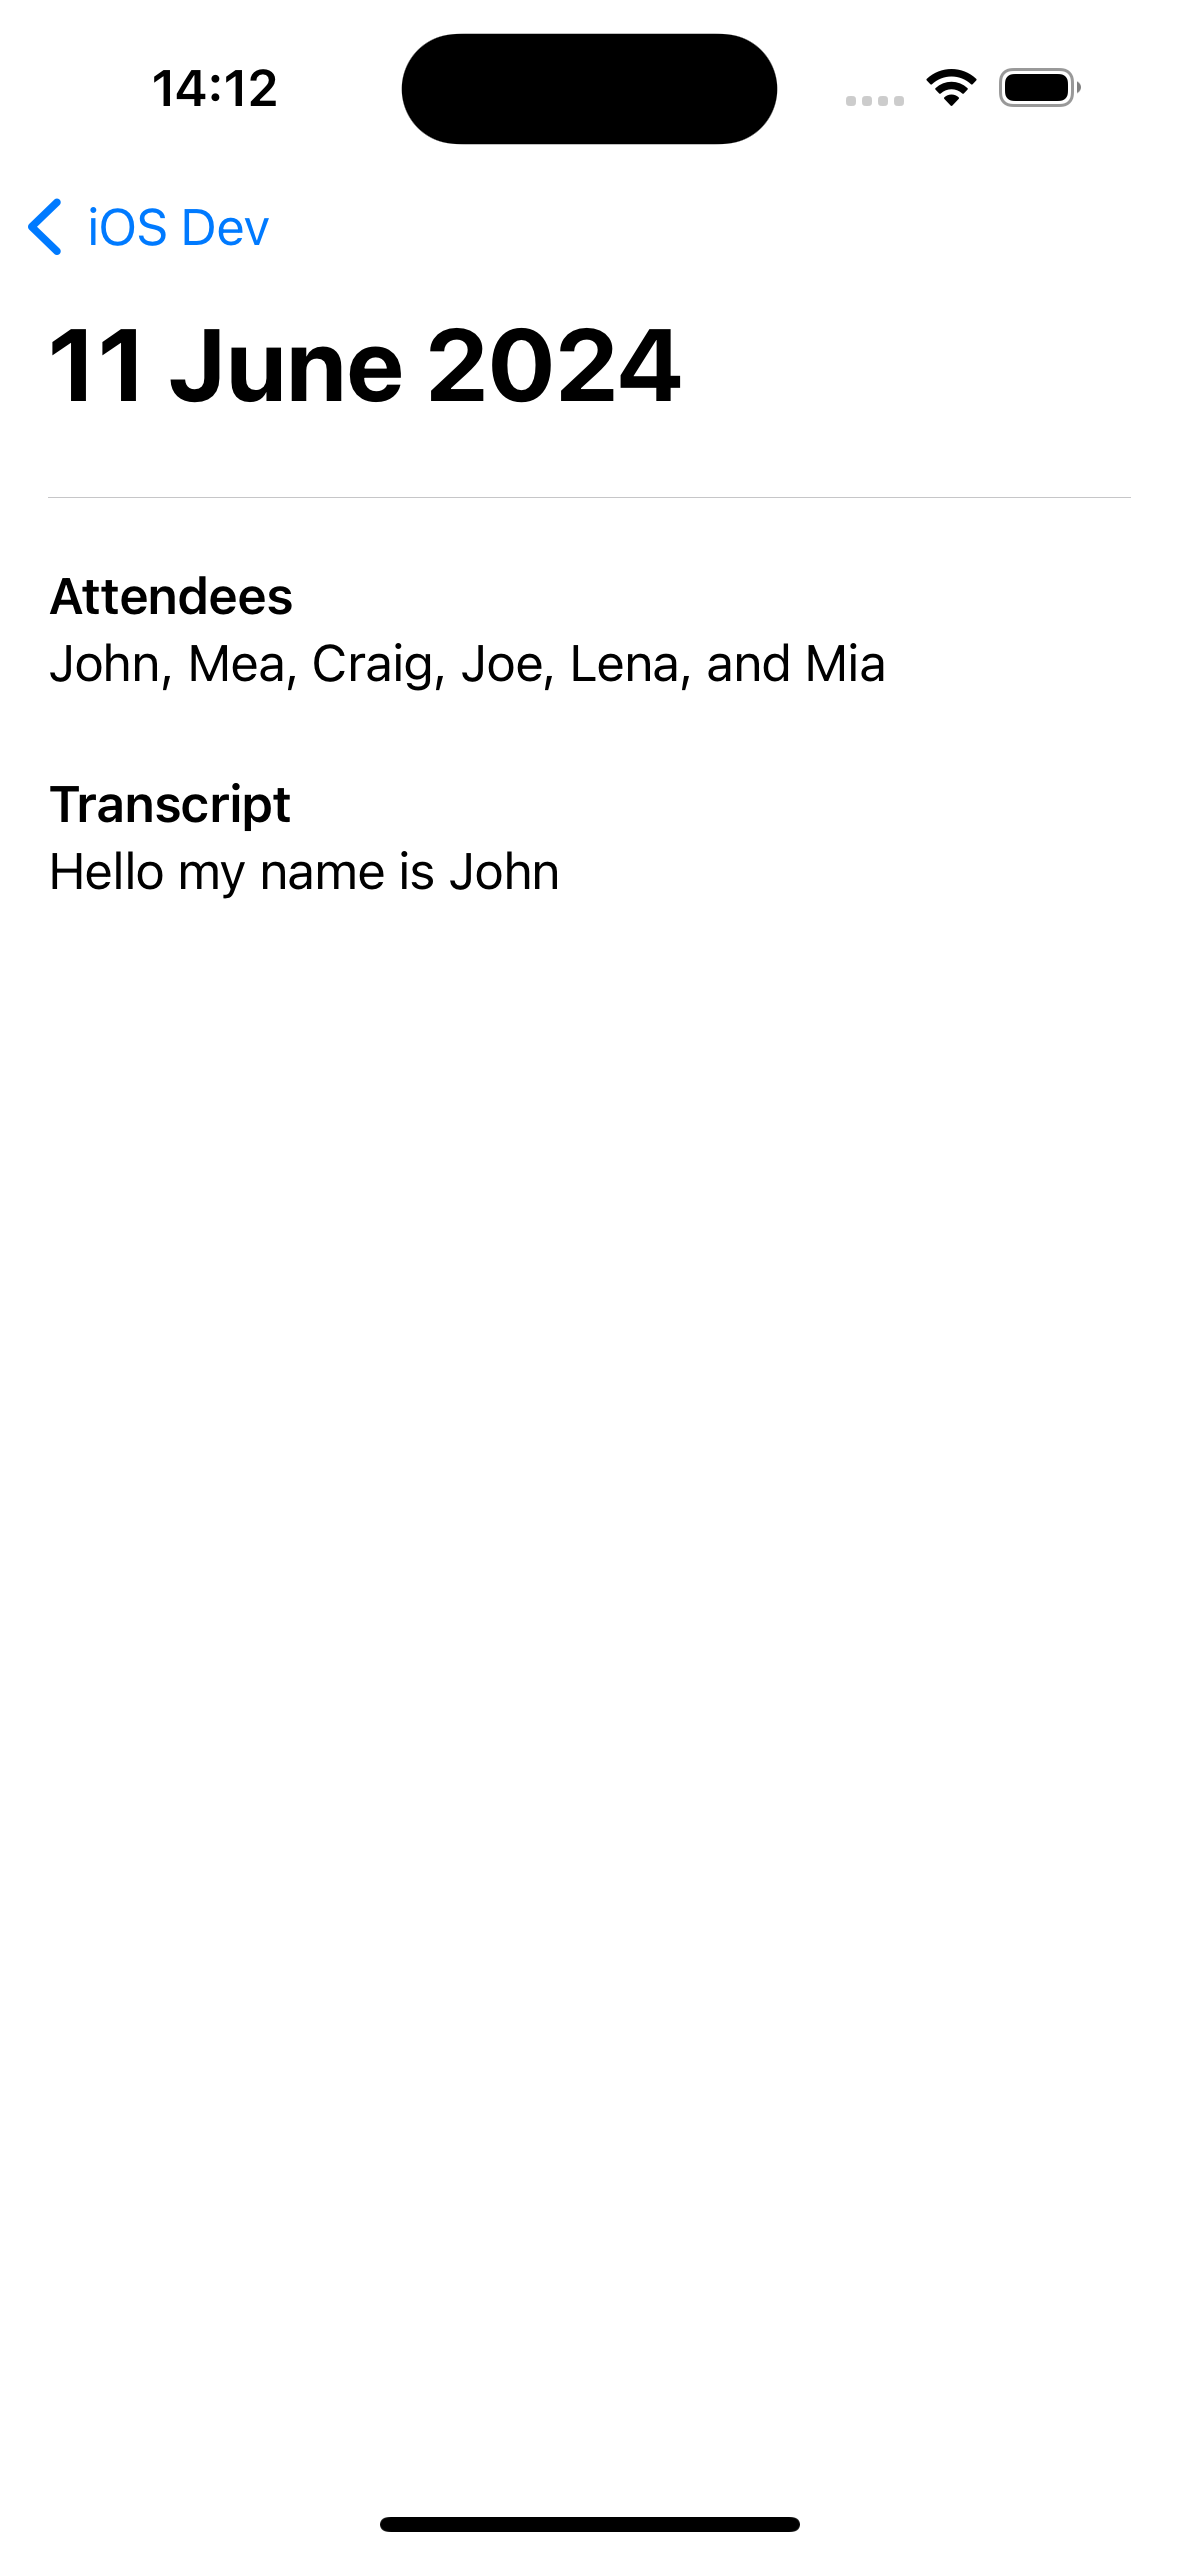 14:12
iOS Dev
11 June 2024
Attendees
John, Mea, Craig, Joe, Lena, and Mia
Transcript
Hello my name is John